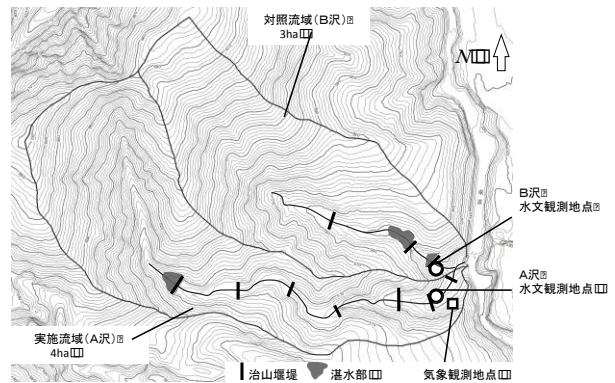 対照流域(B沢)
3ha
N
B沢
水文観測地点
A沢
水文観測地点
実施流域(A沢)
4ha
治山堰堤
湛水部
気象観測地点